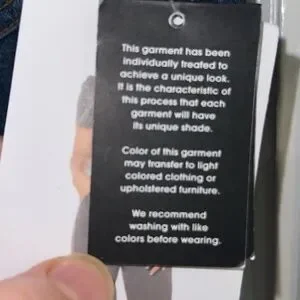 This garment has been
individually treated to
achieve a unique look.
It is the characteristic of
this process that each
garment will have
its unique shade.
Color of this garment
may transfer to light
colored clothing or
upholstered furniture.
We recommend
washing with like
colors before wearing.